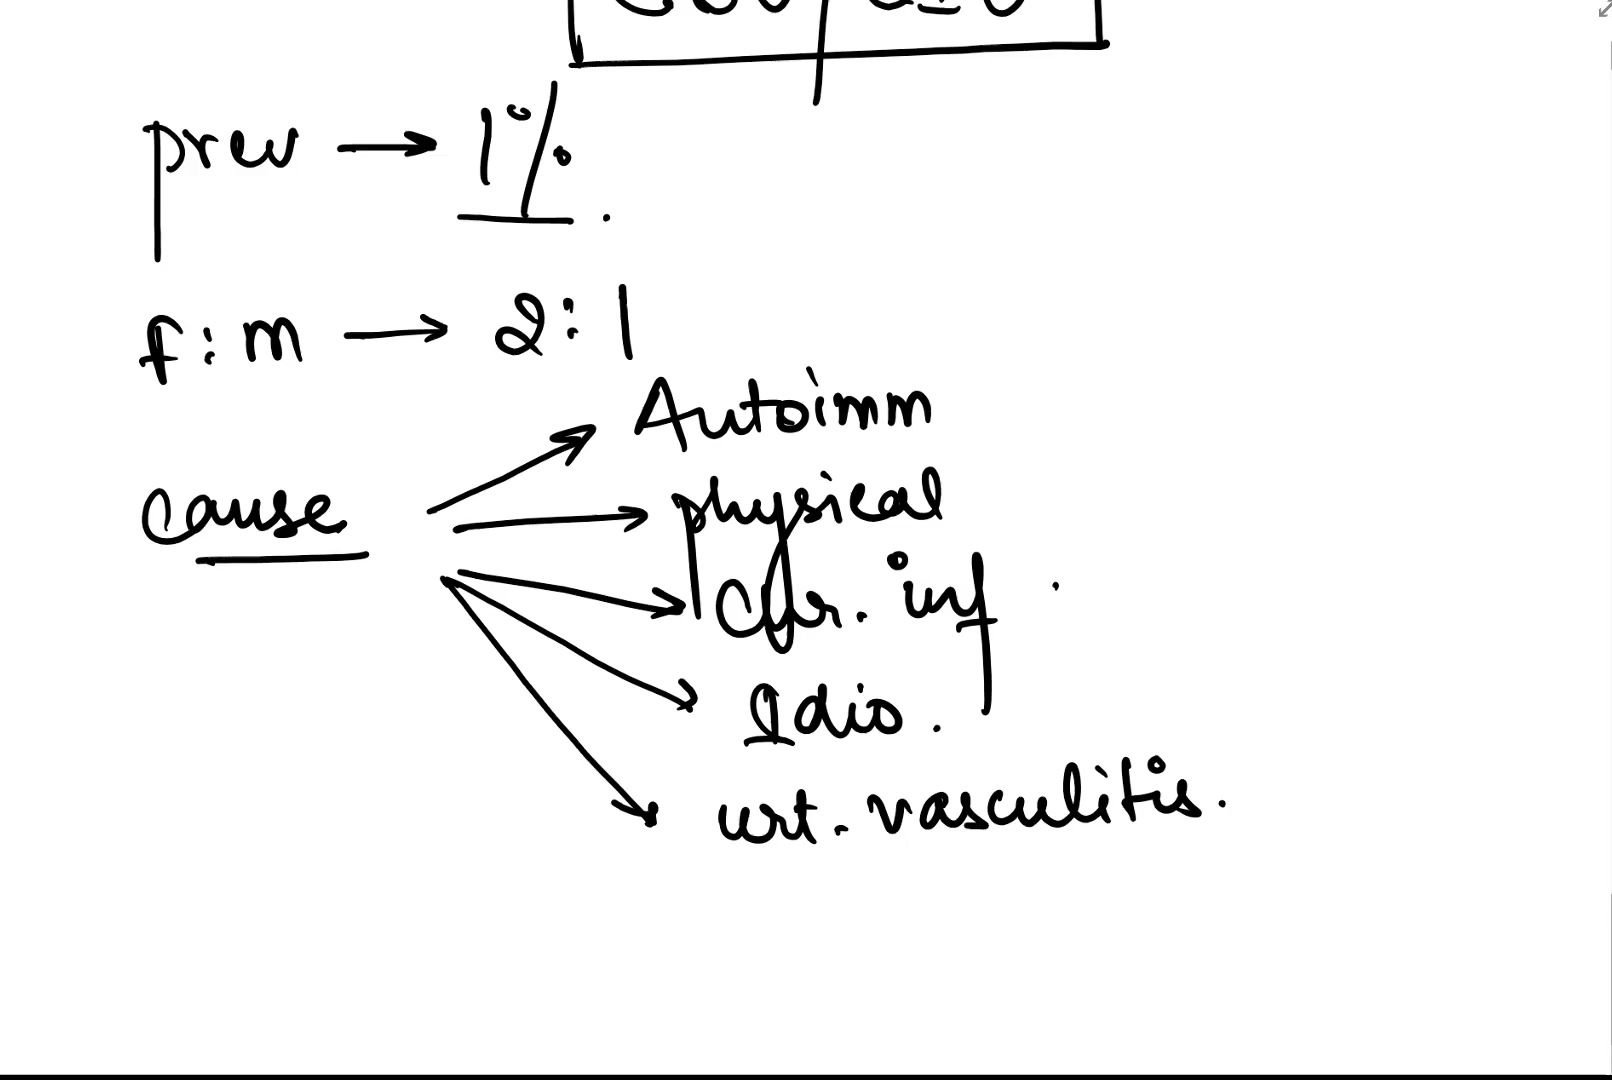 prev → 1%.
f : m → 2 : 1
cause → Autoimm
→ physical
→ Chr. inf.
→ Idio.
→ urt. vasculitis.